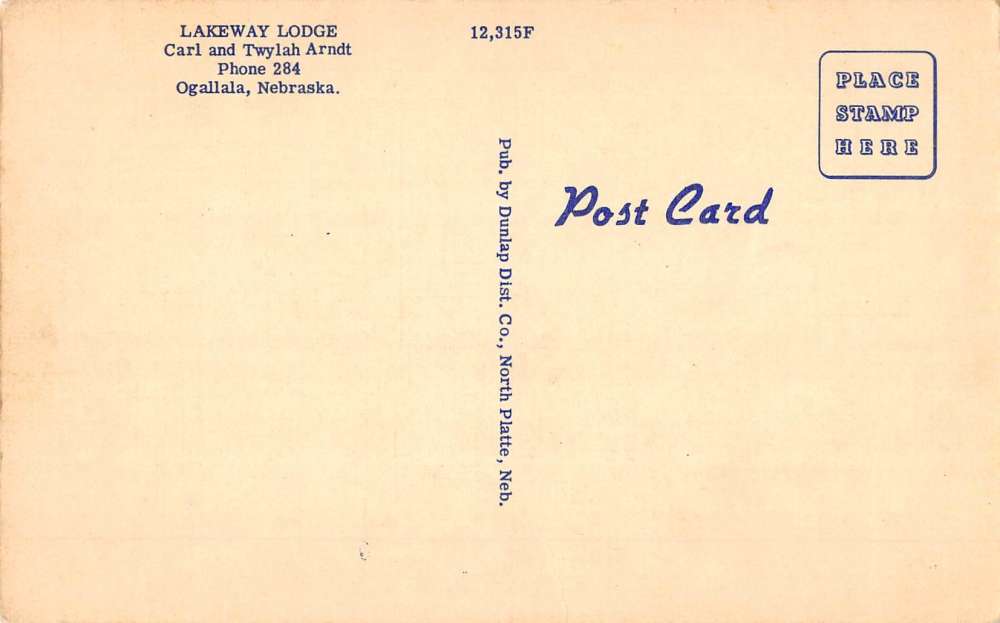 LAKEWAY LODGE
Carl and Twylah Arndt
Phone 284
Ogallala, Nebraska.
12,315F
PLACE
STAMP
HERE
Post Card
Pub. by Dunlap Dist. Co., North Platte, Neb.